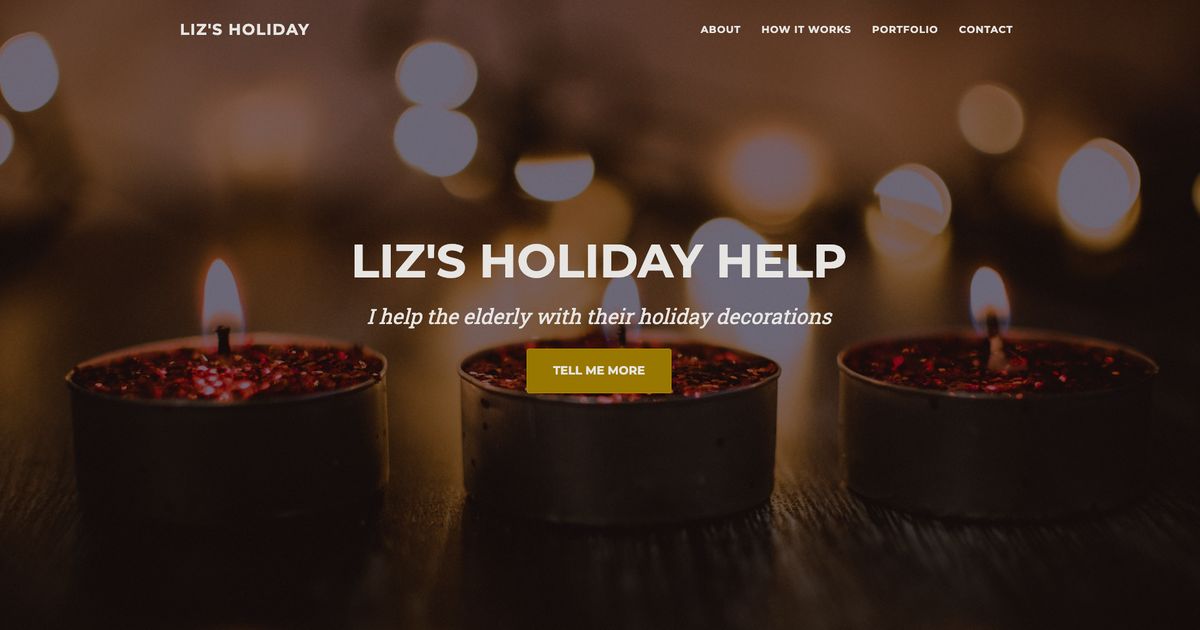 LIZ'S HOLIDAY
ABOUT HOW IT WORKS PORTFOLIO CONTACT
LIZ'S HOLIDAY HELP
I help the elderly with their holiday decorations
TELL ME MORE